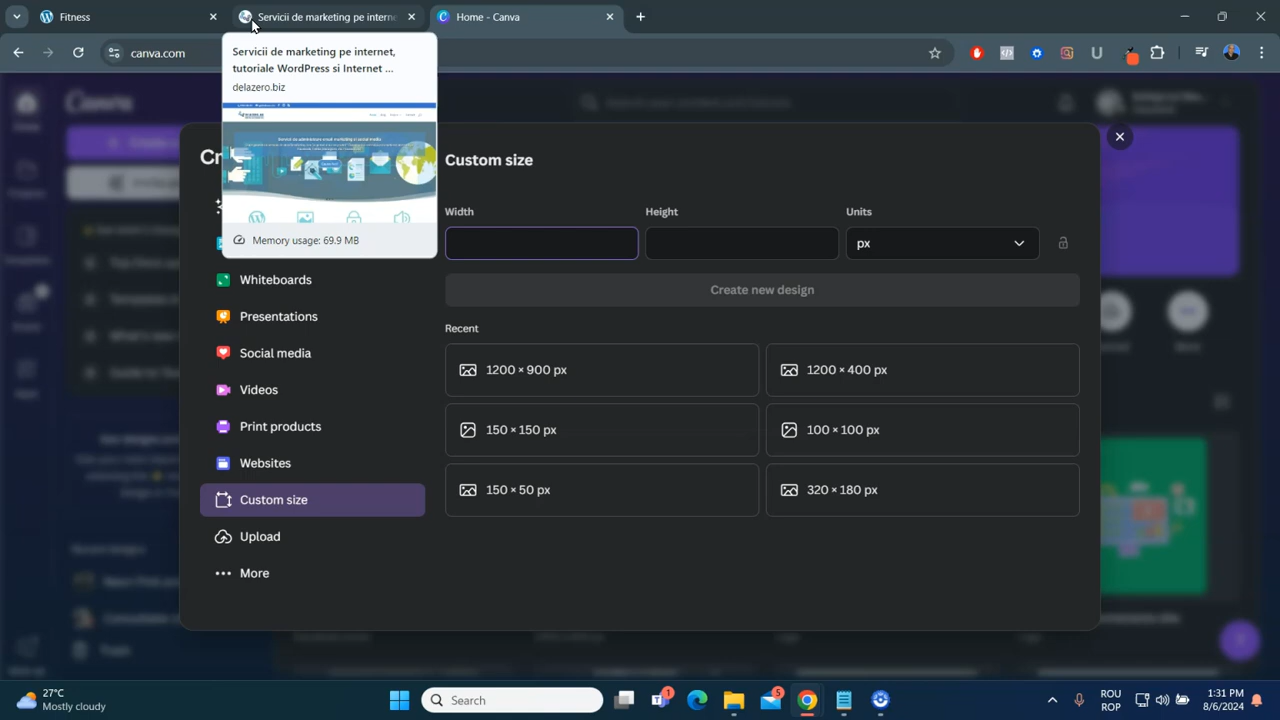 Fitness
Servicii de marketing pe interne
Home - Canva
canva.com
Servicii de marketing pe internet,
tutoriale WordPress si Internet ...
delazero.biz
Memory usage: 69.9 MB
Canva
Cr
Custom size
Width
Height
Units
px
Create new design
Recent
Whiteboards
Presentations
Social media
Videos
Print products
Websites
Custom size
Upload
More
1200 × 900 px
1200 × 400 px
150 × 150 px
100 × 100 px
150 × 50 px
320 × 180 px
27°C
Mostly cloudy
Search
1
5
ROU
ROP
1:31 PM
8/6/2024